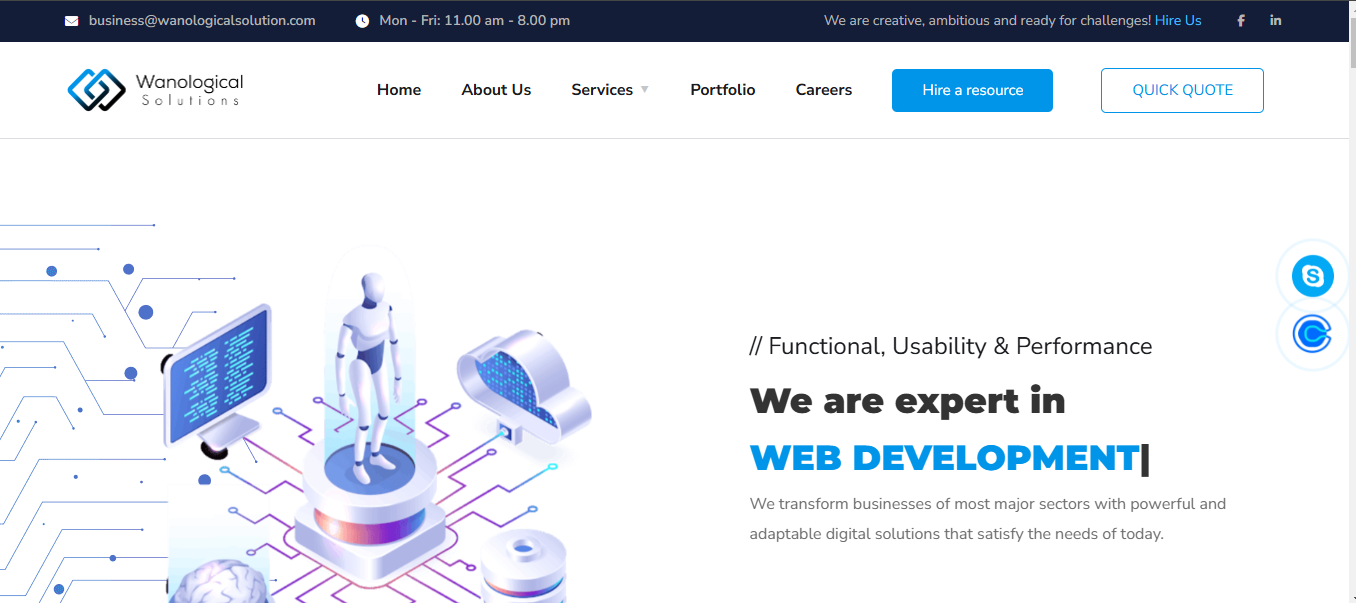 business@wanologicalsolution.com Mon - Fri: 11.00 am - 8.00 pm We are creative, ambitious and ready for challenges! Hire Us
Wanological
Solutions
Home About Us Services Portfolio Careers Hire a resource QUICK QUOTE
// Functional, Usability & Performance
We are expert in
WEB DEVELOPMENT|
We transform businesses of most major sectors with powerful and
adaptable digital solutions that satisfy the needs of today.